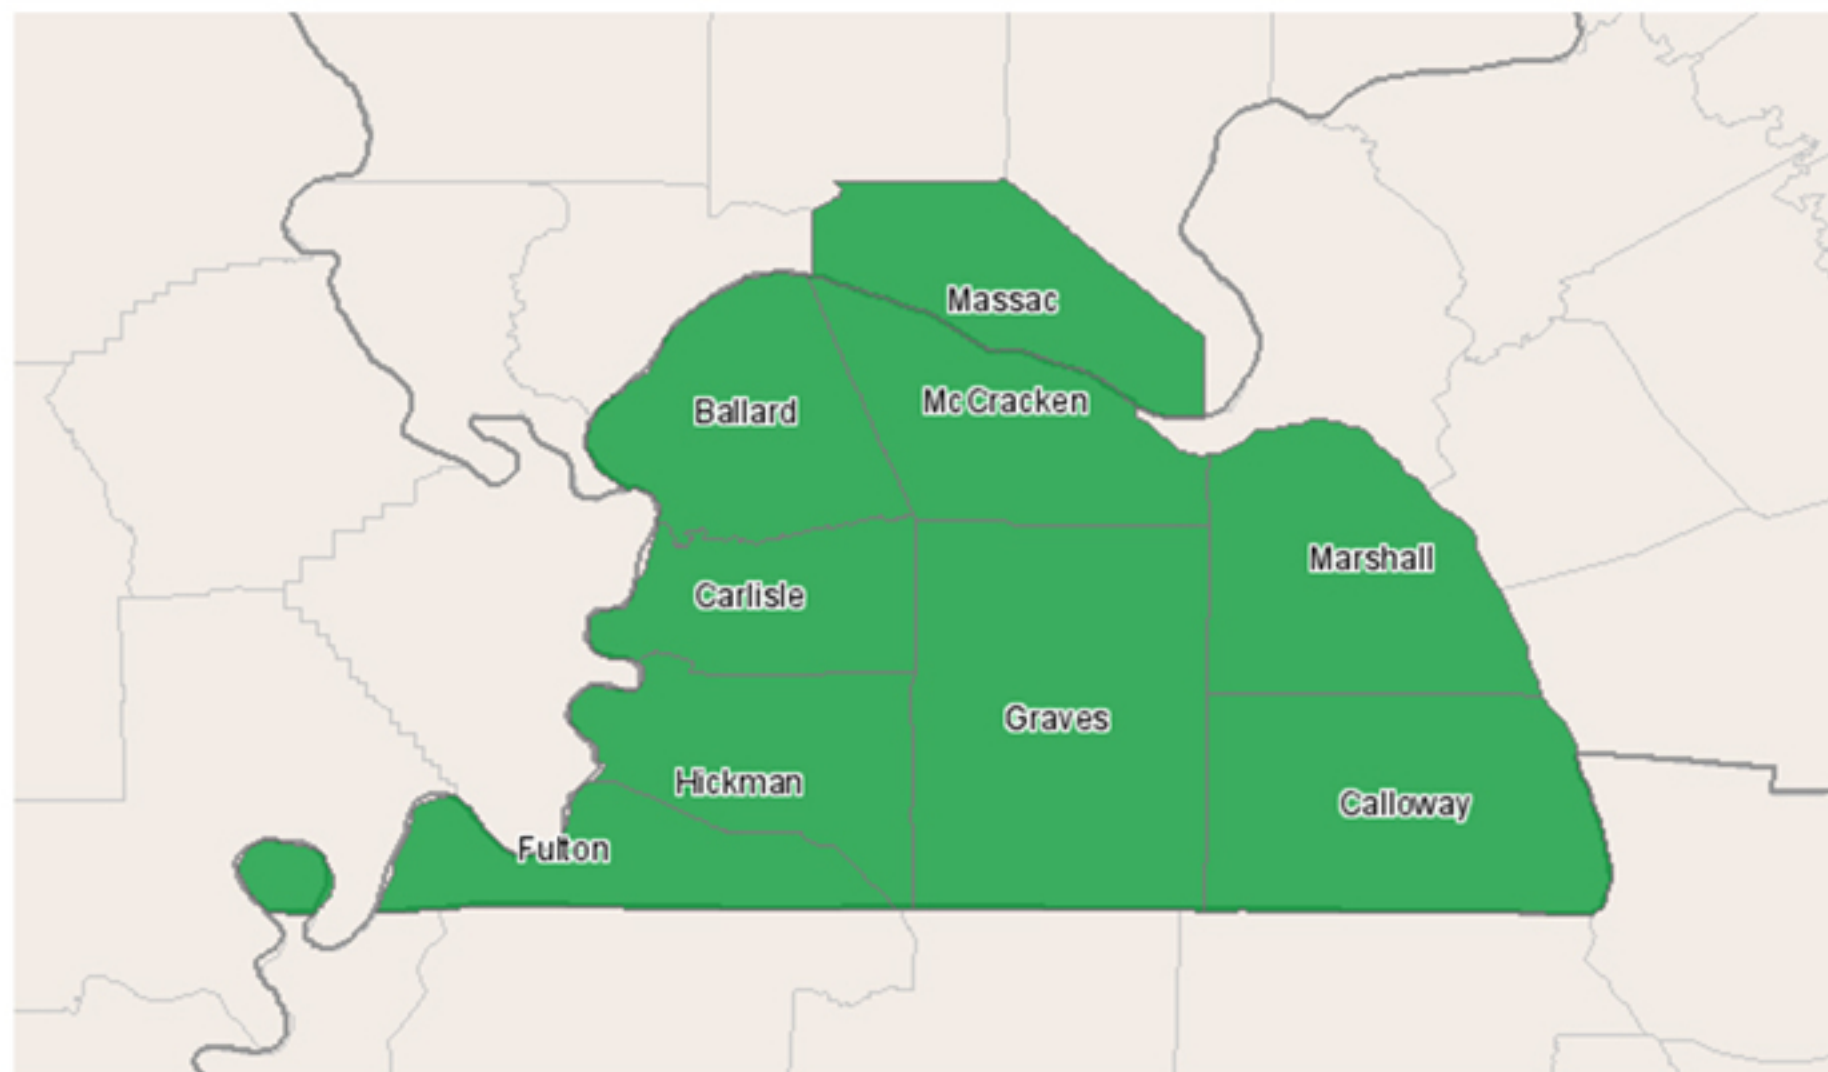 Massac
McCracken
Ballard
Marshall
Carlisle
Graves
Hickman
Calloway
Fulton